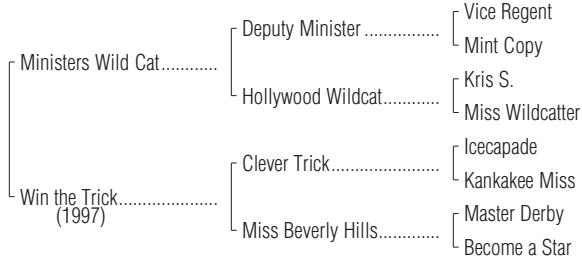 Vice Regent
Deputy Minister ................
Mint Copy
Ministers Wild Cat............
Kris S.
Hollywood Wildcat............
Miss Wildcatter
Icecapade
Clever Trick.......................
Kankakee Miss
Win the Trick.....................
(1997)
Master Derby
Miss Beverly Hills.............
Become a Star